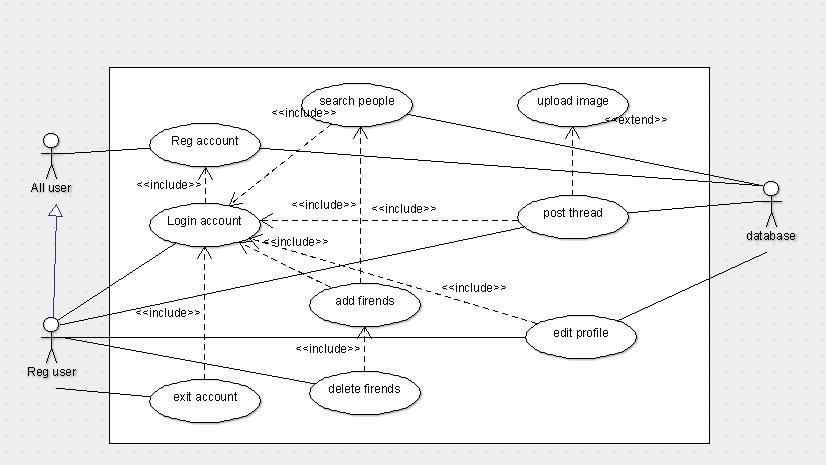 search people
upload image
<<include>>
<<extend>>
Reg account
All user
<<include>>
<<include>>
<<include>>
Login account
post thread
database
<<include>>
<<include>>
add firends
<<include>>
Reg user
<<include>>
edit profile
exit account
delete firends